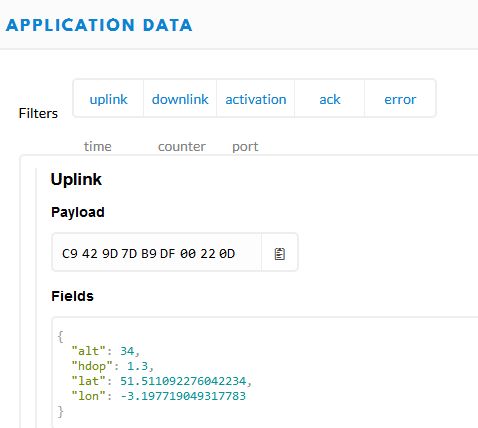 APPLICATION DATA
Filters uplink downlink activation ack error
time counter port
Uplink
Payload
C9 42 9D 7D B9 DF 00 22 0D
Fields
{
"alt": 34,
"hdop": 1.3,
"lat": 51.511092276042234,
"lon": -3.197719049317783
}